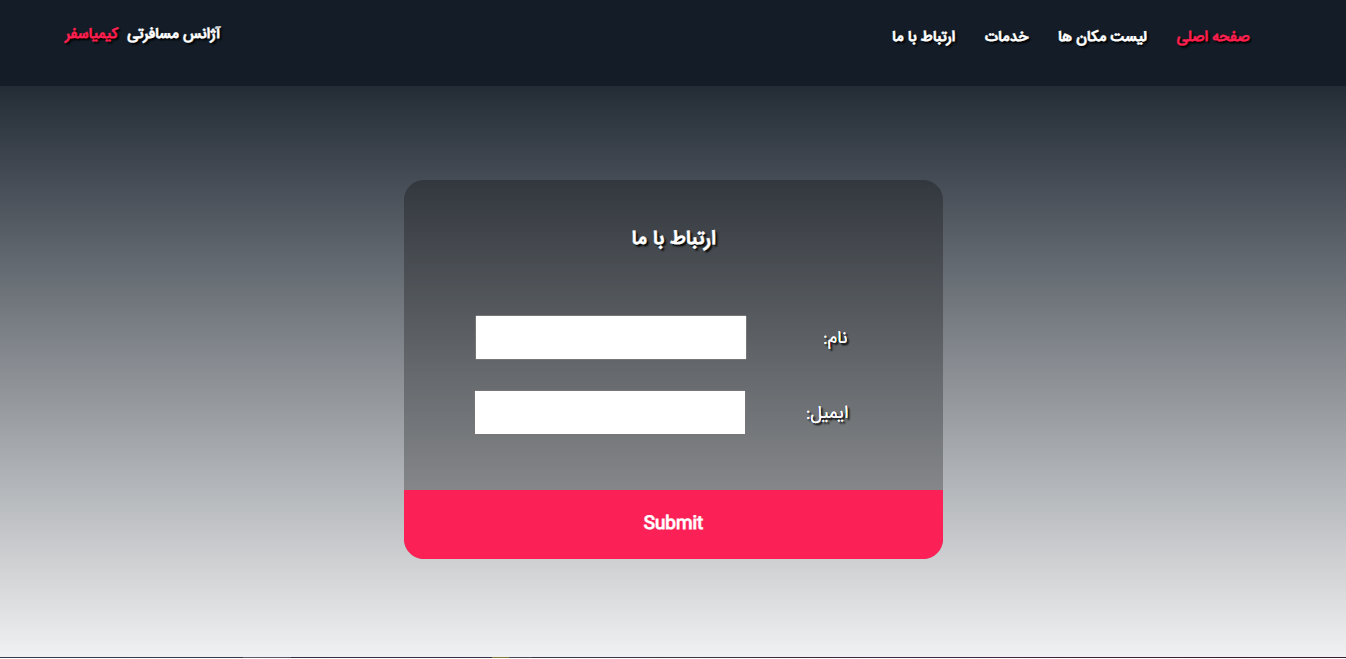 صفحه اصلی لیست مکان ها خدمات ارتباط با ما
آژانس مسافرتی کیمیاسفر
ارتباط با ما
نام:
ایمیل:
Submit